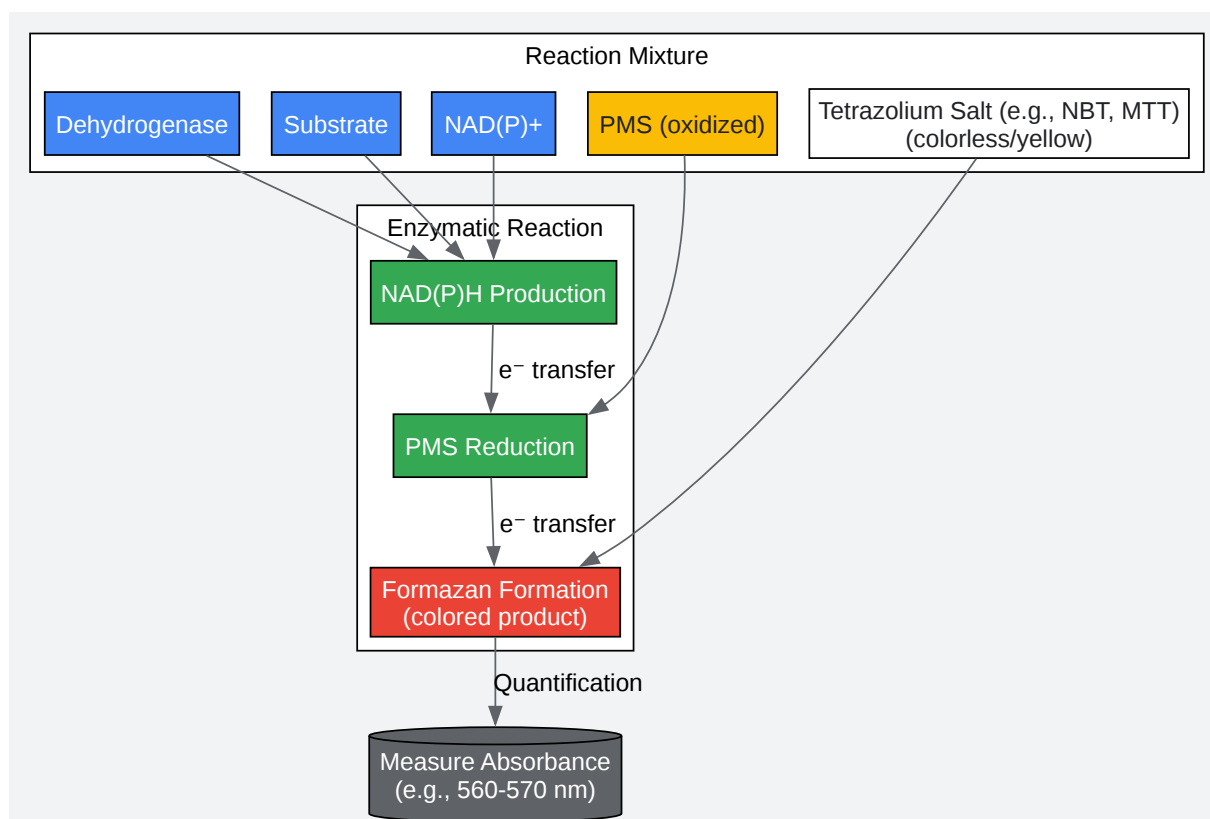 Reaction Mixture
Dehydrogenase
Substrate
NAD(P)+
PMS (oxidized)
Tetrazolium Salt (e.g., NBT, MTT)
(colorless/yellow)
Enzymatic Reaction
NAD(P)H Production
e⁻ transfer
PMS Reduction
e⁻ transfer
Formazan Formation
(colored product)
Quantification
Measure Absorbance
(e.g., 560-570 nm)